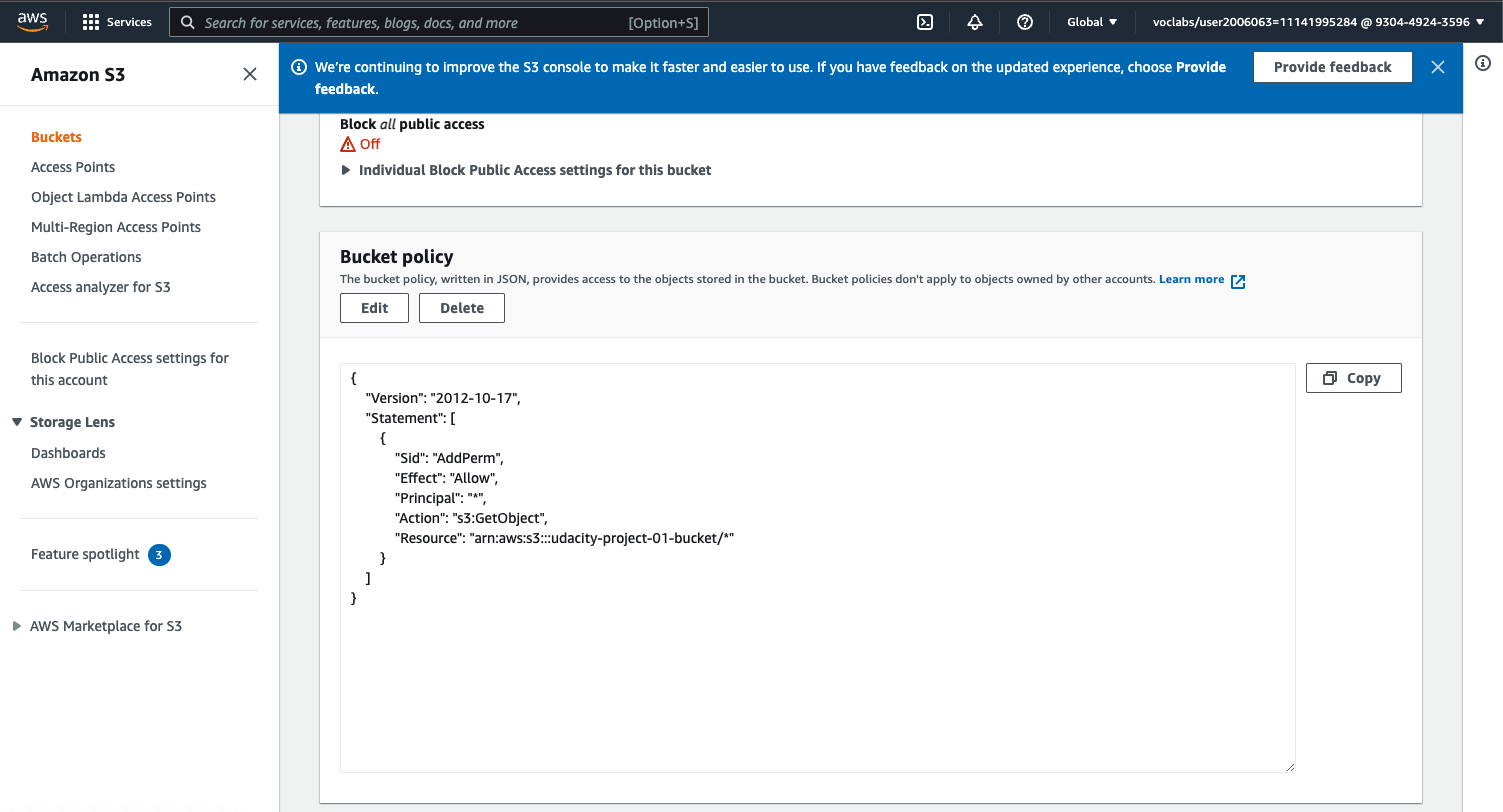 aws
Services
Search for services, features, blogs, docs, and more
[Option+S]
Global
voclabs/user2006063=11141995284 @ 9304-4924-3596
Amazon S3
Buckets
Access Points
Object Lambda Access Points
Multi-Region Access Points
Batch Operations
Access analyzer for S3
Block Public Access settings for
this account
Storage Lens
Dashboards
AWS Organizations settings
Feature spotlight 3
AWS Marketplace for S3
We're continuing to improve the S3 console to make it faster and easier to use. If you have feedback on the updated experience, choose Provide
feedback.
Provide feedback
Block all public access
Off
Individual Block Public Access settings for this bucket
Bucket policy
The bucket policy, written in JSON, provides access to the objects stored in the bucket. Bucket policies don't apply to objects owned by other accounts. Learn more
Edit
Delete
Copy
{
"Version": "2012-10-17",
"Statement": [
{
"Sid": "AddPerm",
"Effect": "Allow",
"Principal": "*",
"Action": "s3:GetObject",
"Resource": "arn:aws:s3:::udacity-project-01-bucket/*"
}
]
}